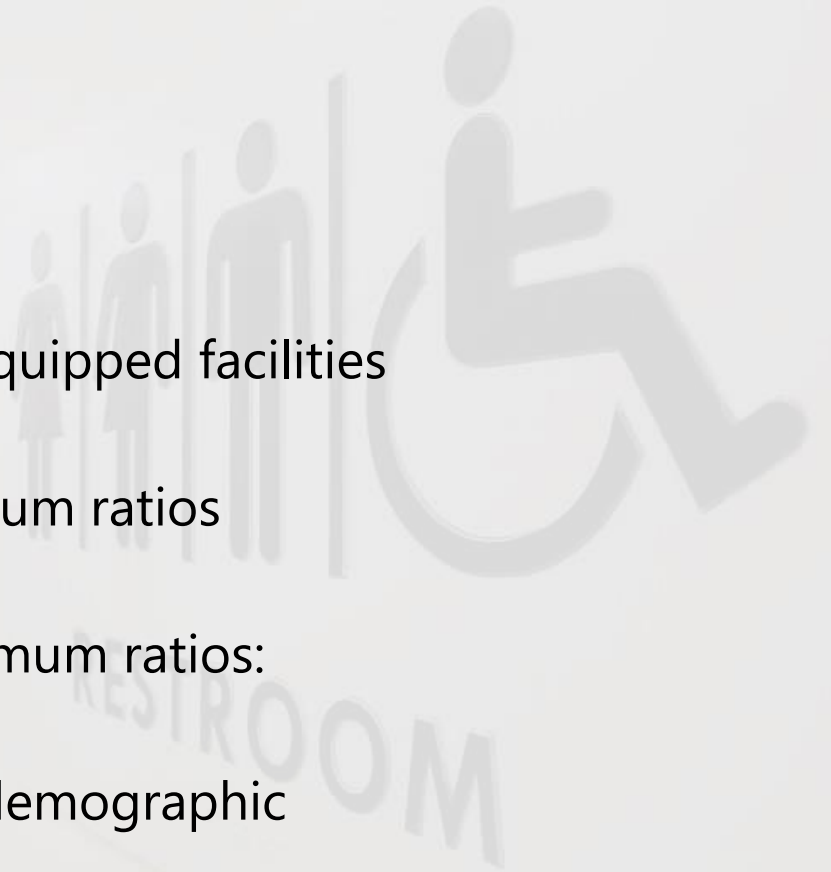 quipped facilities
um ratios
mum ratios:
demographic
RESTROOM